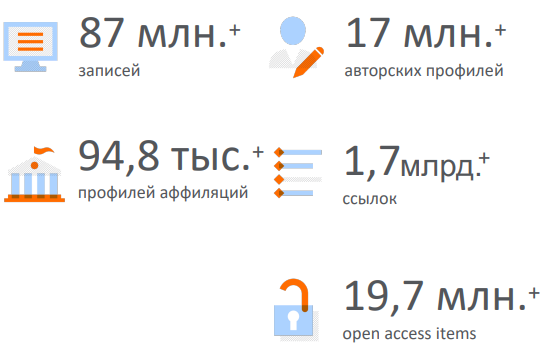 87 млн.+
записей
17 млн.+
авторских профилей
94,8 тыс.+
профилей аффиляций
1,7млрд.+
ссылок
19,7 млн.+
open access items